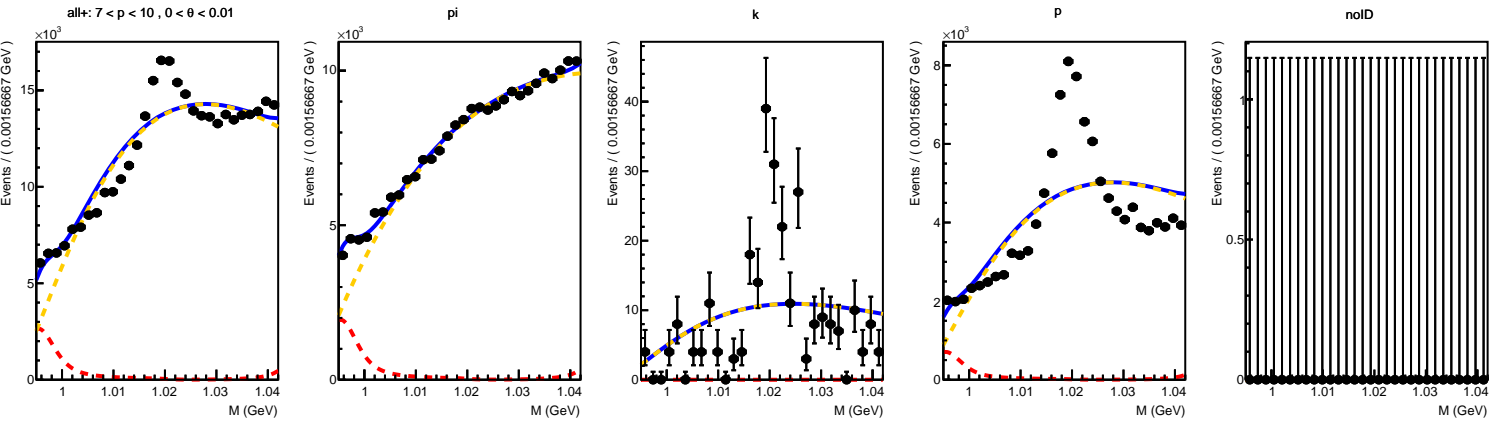 all+: 7 < p < 10 , 0 < θ < 0.01
×10³
Events / ( 0.00156667 GeV )
15
10
5
0
1 1.01 1.02 1.03 1.04
M (GeV)
pi
×10³
Events / ( 0.00156667 GeV )
10
5
0
1 1.01 1.02 1.03 1.04
M (GeV)
k
Events / ( 0.00156667 GeV )
40
30
20
10
0
1 1.01 1.02 1.03 1.04
M (GeV)
p
×10³
Events / ( 0.00156667 GeV )
8
6
4
2
0
1 1.01 1.02 1.03 1.04
M (GeV)
noID
Events / ( 0.00156667 GeV )
1
0.5
0
1 1.01 1.02 1.03 1.04
M (GeV)